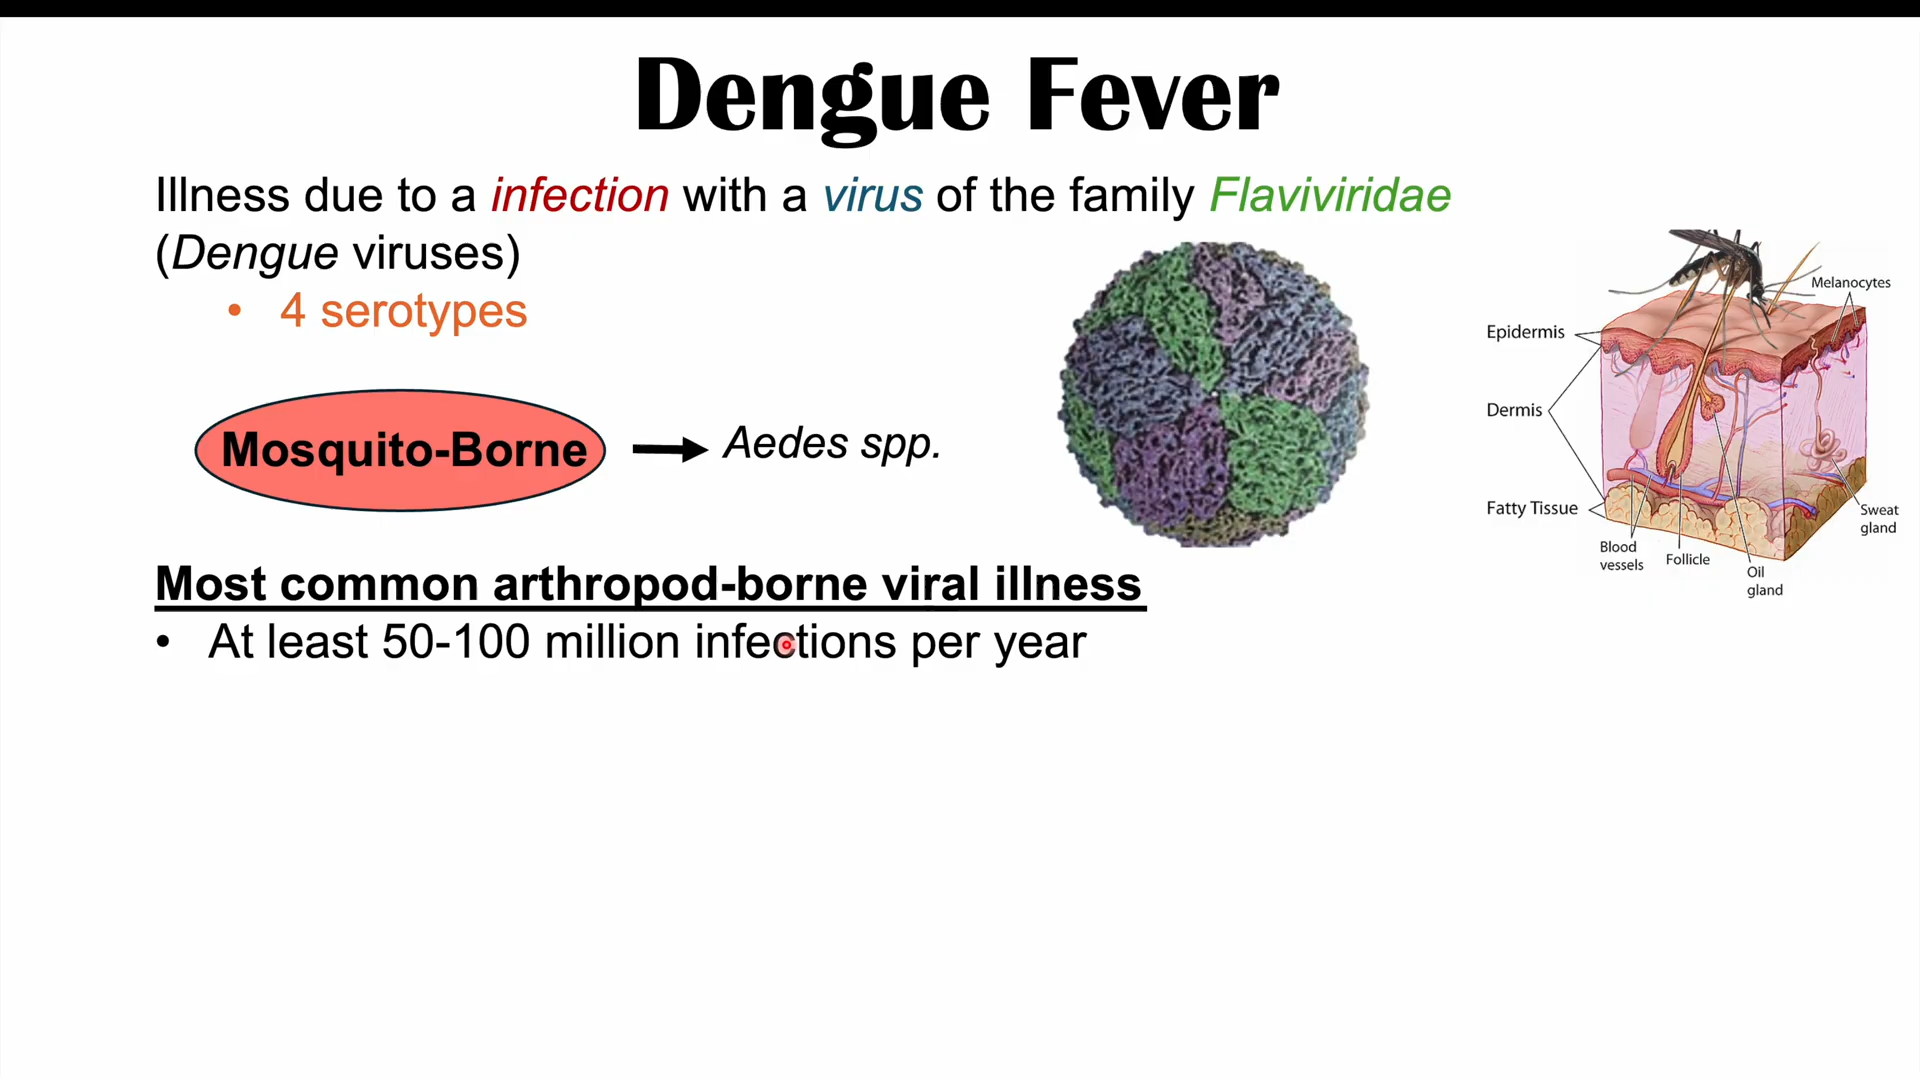 Dengue Fever
Illness due to a infection with a virus of the family Flaviviridae
(Dengue viruses)
• 4 serotypes
Mosquito-Borne
Aedes spp.
Most common arthropod-borne viral illness
• At least 50-100 million infections per year
Melanocytes
Epidermis
Dermis
Fatty Tissue
Blood
vessels
Follicle
Oil
gland
Sweat
gland